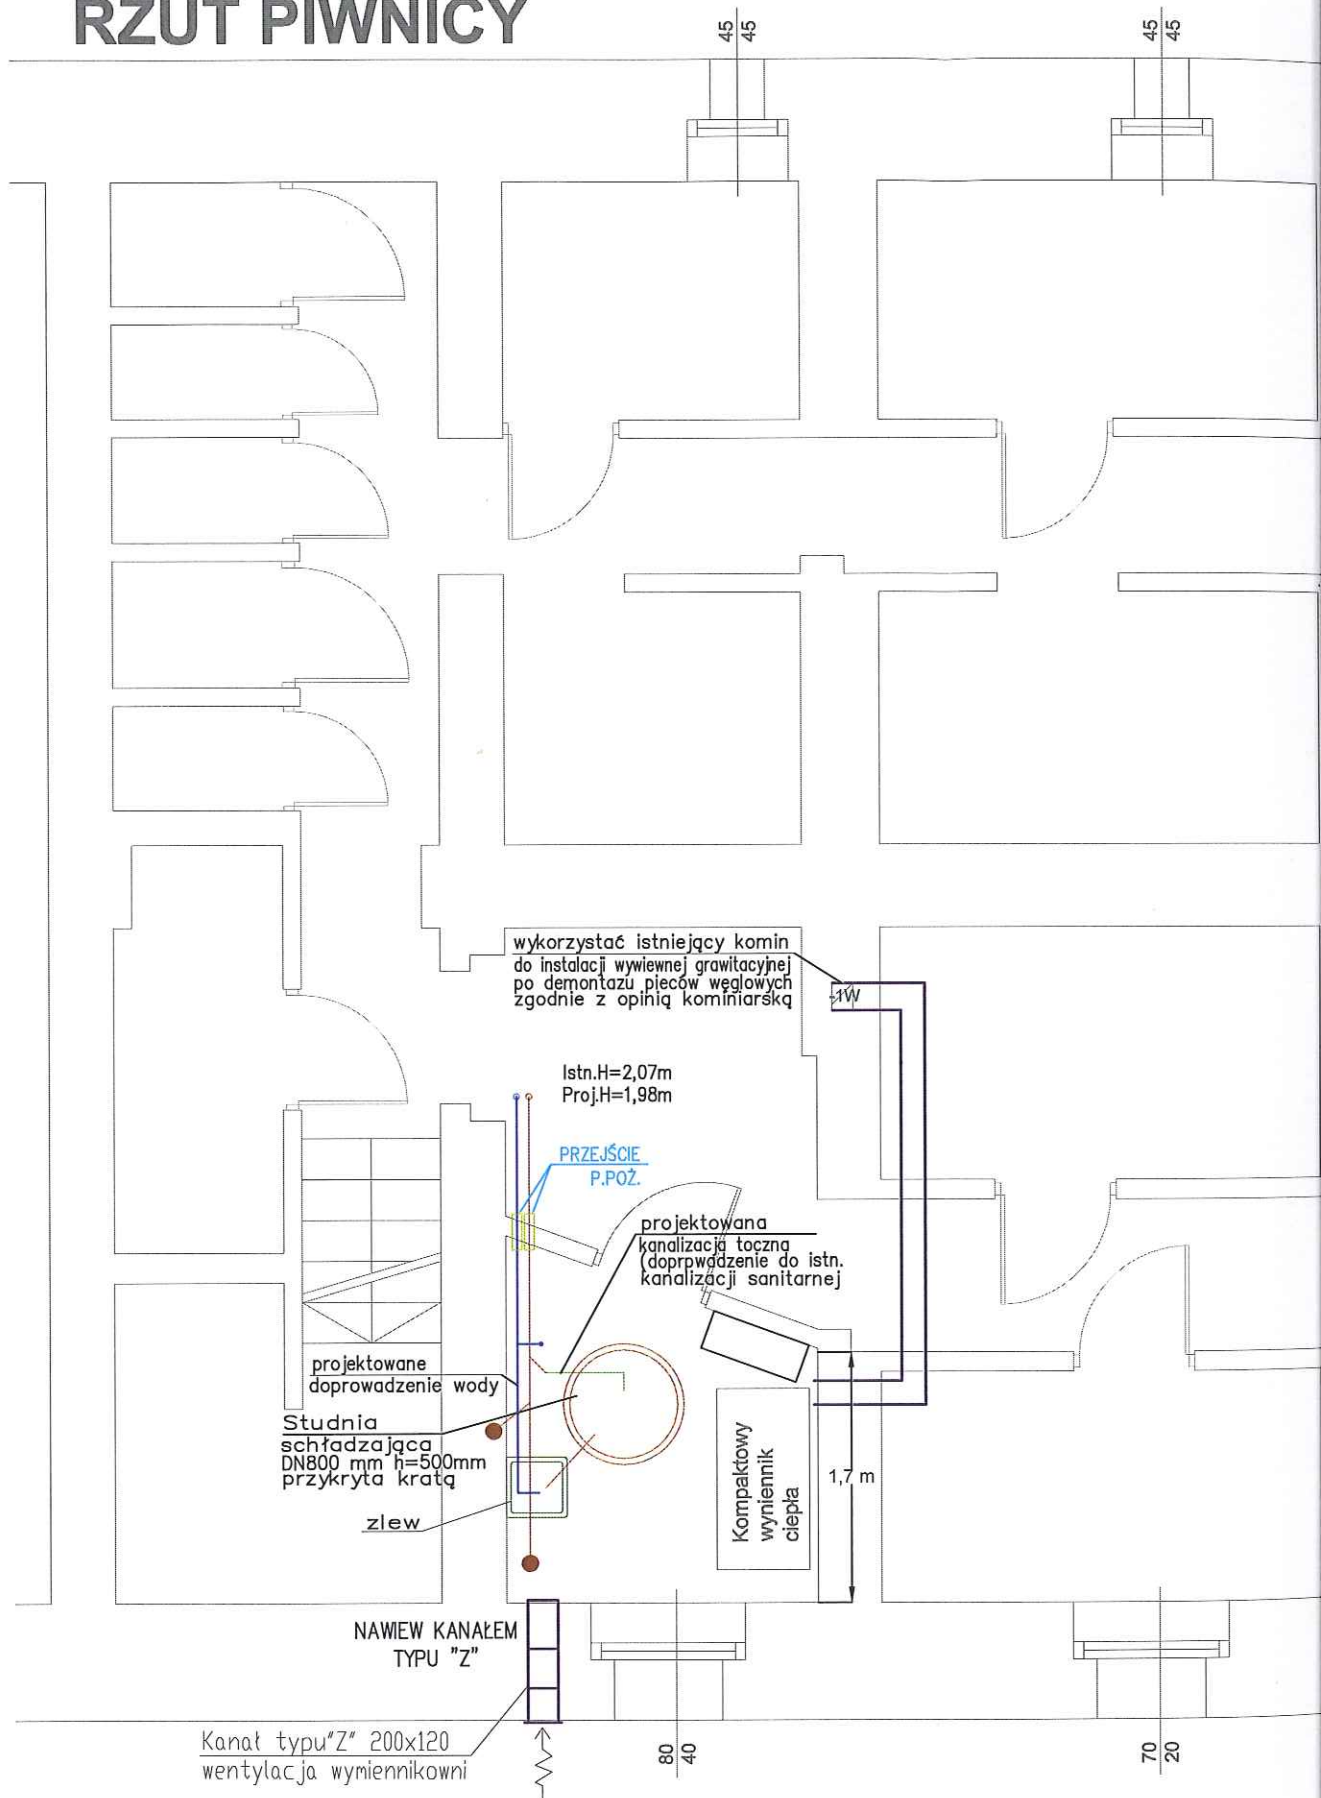 RZUT PIWNICY
45
45
45
45
wykorzystać istniejący komin
do instalacji wywiewnej grawitacyjnej
po demontażu pieców węglowych
zgodnie z opinią kominiarską
1W
Istn.H=2,07m
Proj.H=1,98m
PRZEJŚCIE
P.POŻ.
projektowana
kanalizacja toczna
(doprpwadzenie do istn.
kanalizacji sanitarnej
projektowane
doprowadzenie wody
Studnia
schładzająca
DN800 mm h=500mm
przykryta kratą
zlew
Kompaktowy
wyniennik
ciepła
1,7 m
NAWIEW KANAŁEM
TYPU "Z"
Kanał typu"Z" 200x120
wentylacja wymiennikowni
80
40
70
20